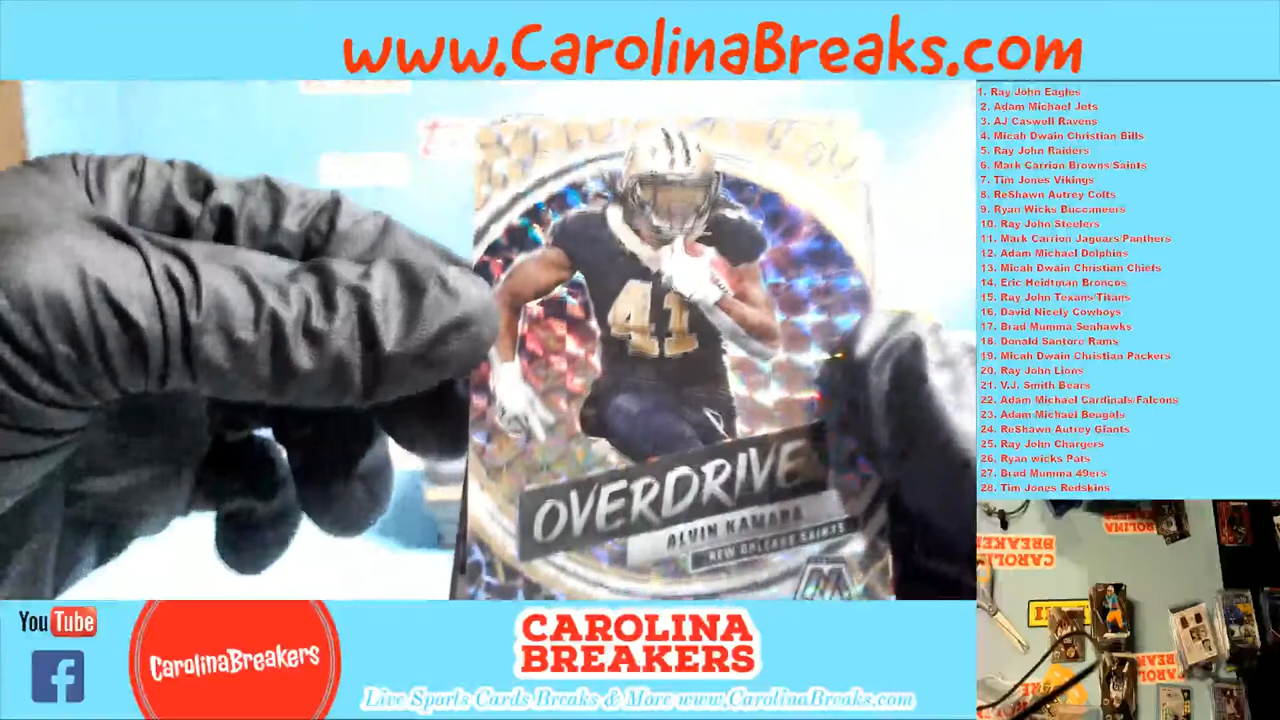 www.CarolinaBreaks.com
1. Ray John Eagles
2. Adam Michael Jets
3. AJ Caswell Ravens
4. Micah Dwain Christian Bills
5. Ray John Raiders
6. Mark Carrion Browns/Saints
7. Tim Jones Vikings
8. ReShawn Autrey Colts
9. Ryan Wicks Buccaneers
10. Ray John Steelers
11. Mark Carrion Jaguars/Panthers
12. Adam Michael Dolphins
13. Micah Dwain Christian Chiefs
14. Eric Heidtman Broncos
15. Ray John Texans/Titans
16. David Nicely Cowboys
17. Brad Mumma Seahawks
18. Donald Santore Rams
19. Micah Dwain Christian Packers
20. Ray John Lions
21. V.J. Smith Bears
22. Adam Michael Cardinals/Falcons
23. Adam Michael Bengals
24. ReShawn Autrey Giants
25. Ray John Chargers
26. Ryan wicks Pats
27. Brad Mumma 49ers
28. Tim Jones Redskins
41
OVERDRIVE
ALVIN KAMARA
NEW ORLEANS SAINTS
CAROLINA
BREAKERS
CAROLINA
YouTube
CarolinaBreakers
CAROLINA
BREAKERS
Live Sports Cards Breaks & More www.CarolinaBreaks.com